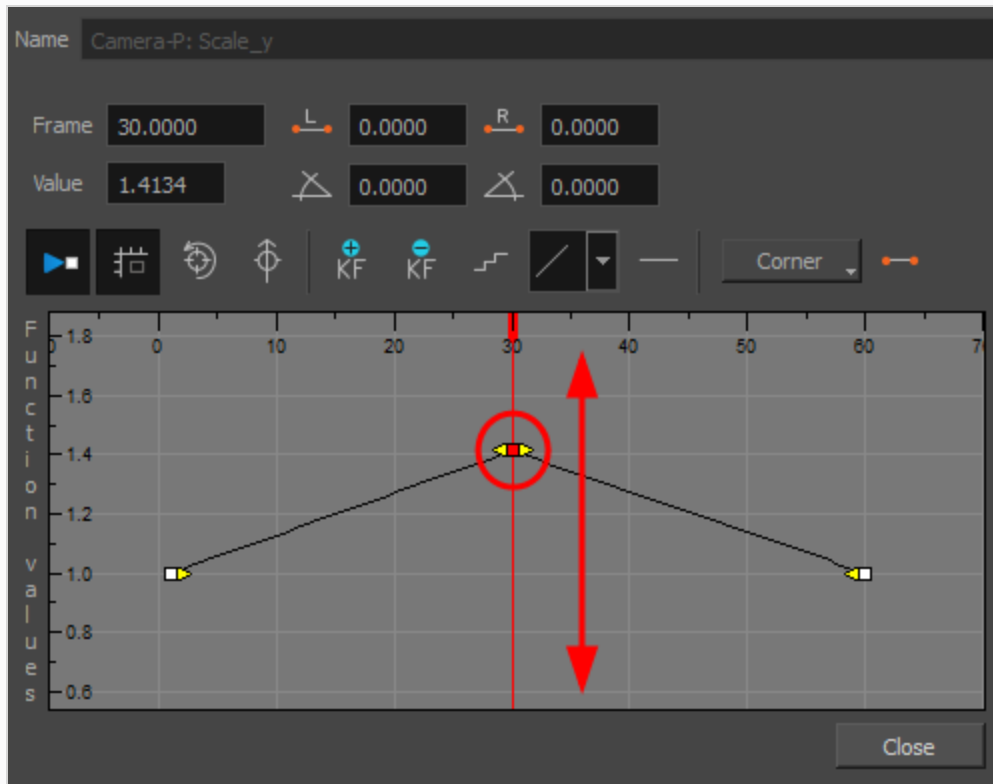 Name Camera-P: Scale_y
Frame 30.0000 L 0.0000 R 0.0000
Value 1.4134 0.0000 0.0000
KF KF Corner
Function values
1.8
0 10 20 30 40 50 60 70
1.6
1.4
1.2
1.0
0.8
0.6
Close